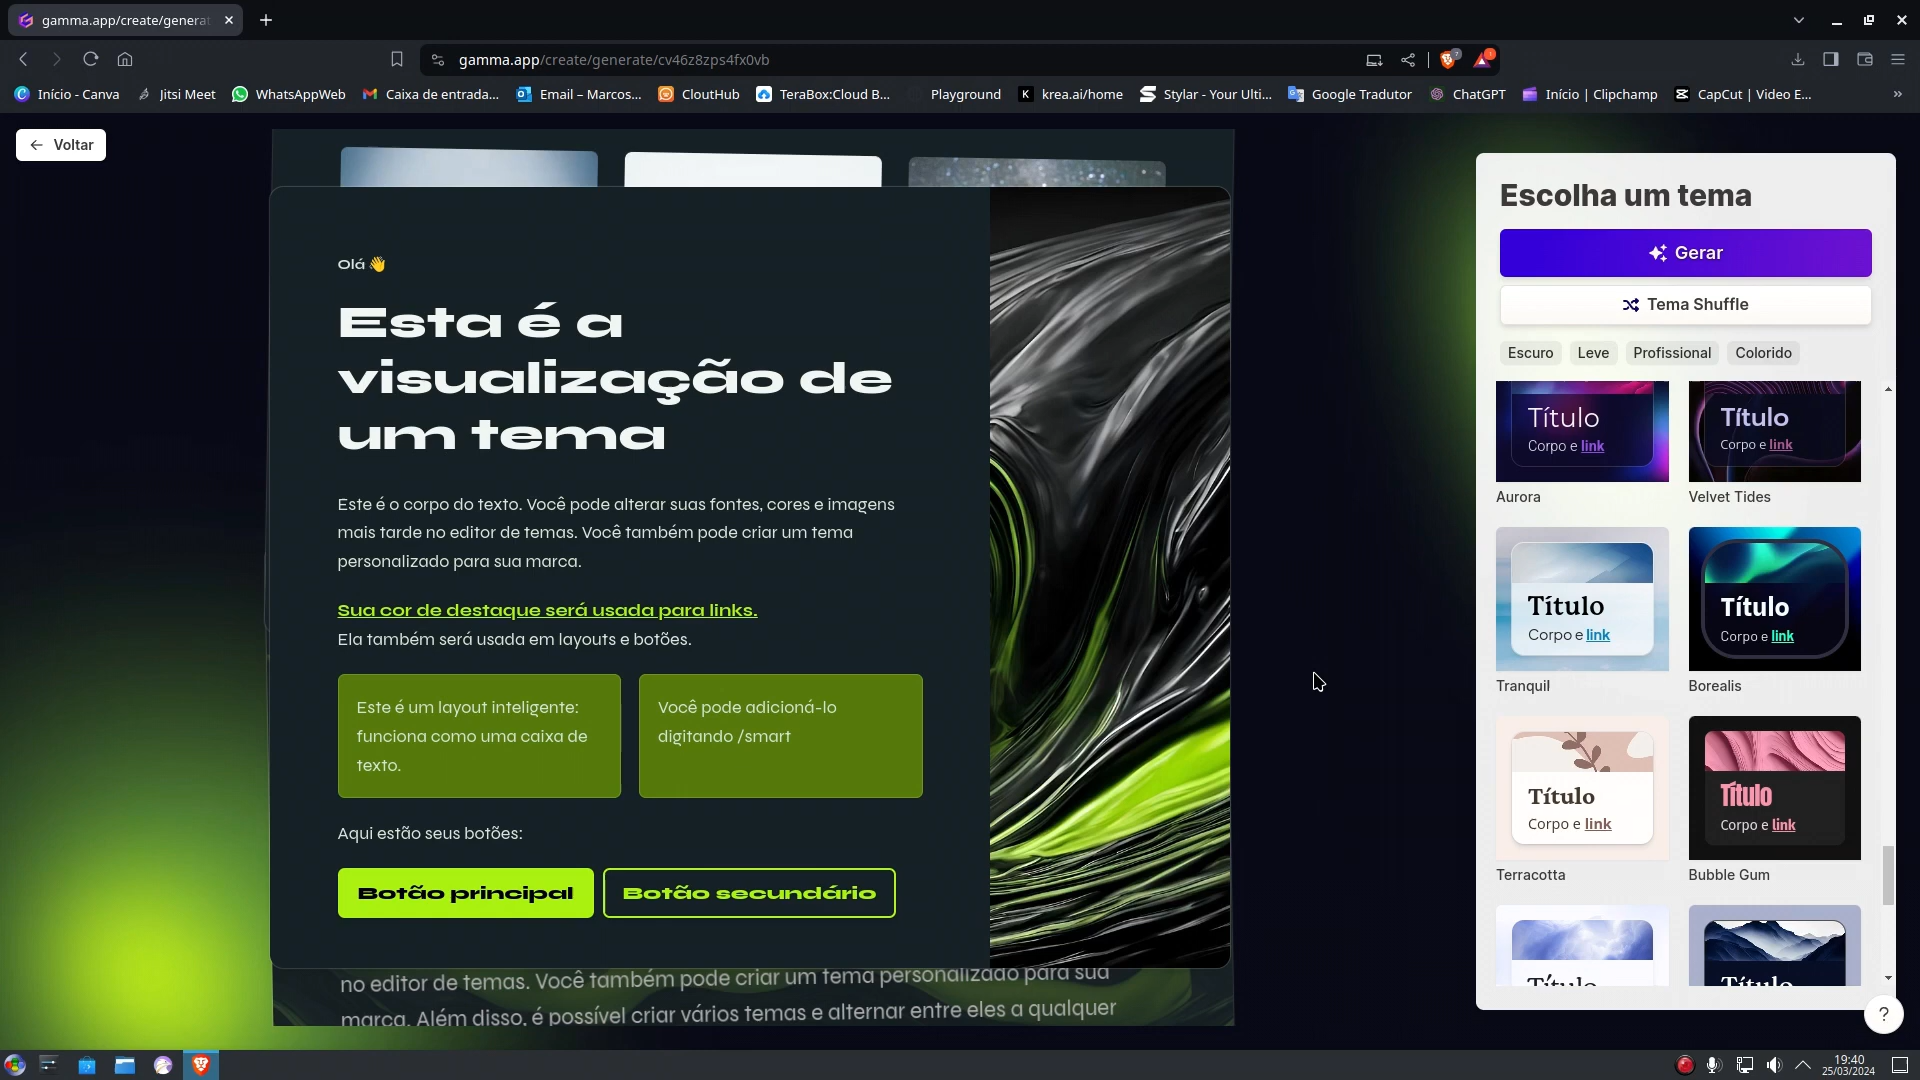 gamma.app/create/generat
gamma.app/create/generate/cv46z8zps4fx0vb
Início - Canva
Jitsi Meet
WhatsAppWeb
Caixa de entrada...
Email – Marcos...
CloutHub
TeraBox:Cloud B...
Playground
krea.ai/home
Stylar - Your Ulti...
Google Tradutor
ChatGPT
Início | Clipchamp
CapCut | Video E...
Voltar
Olá 👋
Esta é a
visualização de
um tema
Este é o corpo do texto. Você pode alterar suas fontes, cores e imagens
mais tarde no editor de temas. Você também pode criar um tema
personalizado para sua marca.
Sua cor de destaque será usada para links.
Ela também será usada em layouts e botões.
Este é um layout inteligente:
funciona como uma caixa de
texto.
Você pode adicioná-lo
digitando /smart
Aqui estão seus botões:
Botão principal
Botão secundário
no editor de temas. Você também pode criar um tema personalizado para sua
marca. Além disso, é possível criar vários temas e alternar entre eles a qualquer
Escolha um tema
Gerar
Tema Shuffle
Escuro
Leve
Profissional
Colorido
Título
Corpo e link
Aurora
Título
Corpo e link
Velvet Tides
Título
Corpo e link
Tranquil
Título
Corpo e link
Borealis
Título
Corpo e link
Terracotta
Título
Corpo e link
Bubble Gum
Título
Título
?
19:40
25/03/2024